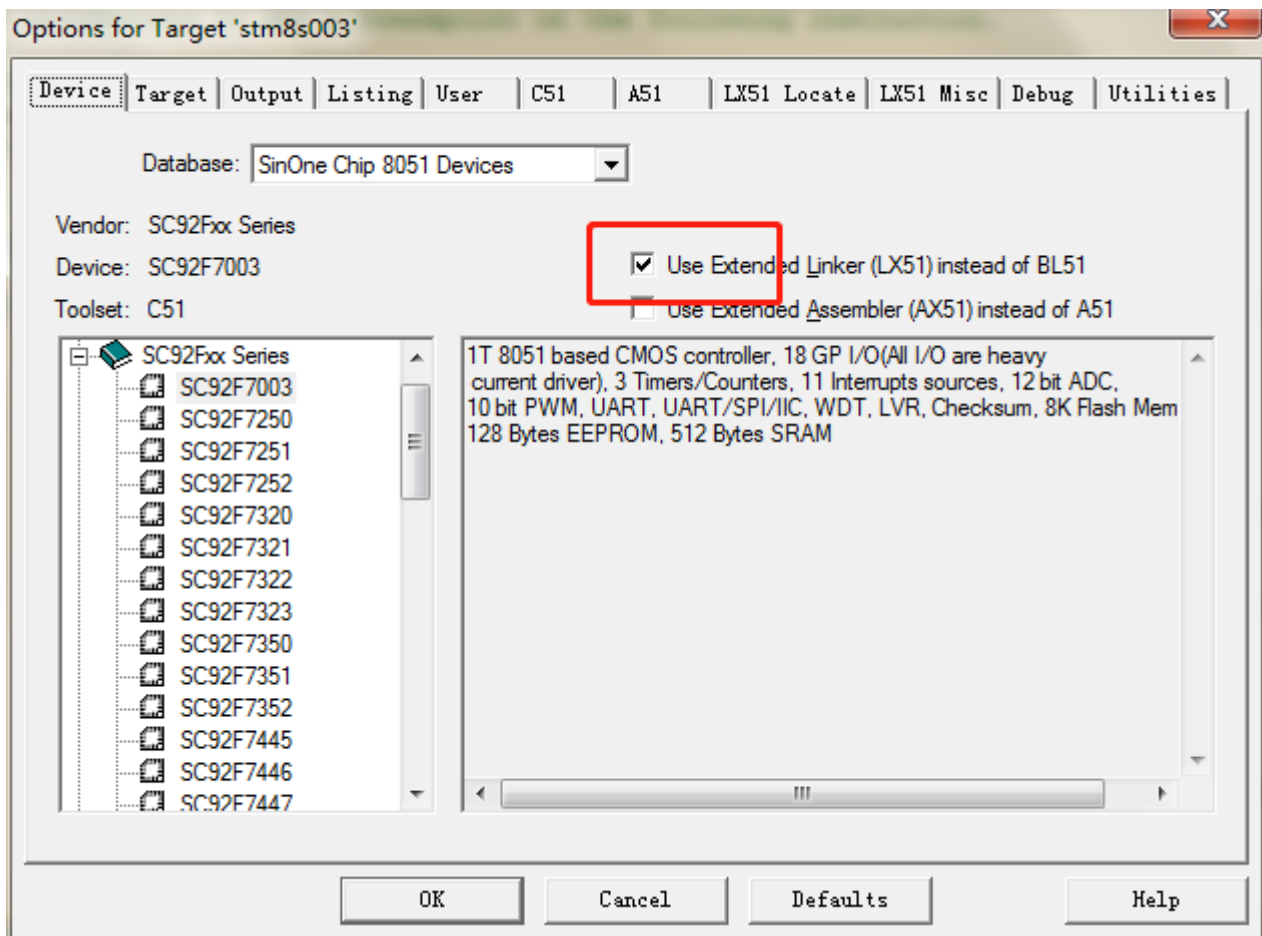 Options for Target 'stm8s003'
Device Target Output Listing User C51 A51 LX51 Locate LX51 Misc Debug Utilities
Database: SinOne Chip 8051 Devices
Vendor: SC92Fxx Series
Device: SC92F7003
Use Extended Linker (LX51) instead of BL51
Toolset: C51
Use Extended Assembler (AX51) instead of A51
SC92Fxx Series
SC92F7003
SC92F7250
SC92F7251
SC92F7252
SC92F7320
SC92F7321
SC92F7322
SC92F7323
SC92F7350
SC92F7351
SC92F7352
SC92F7445
SC92F7446
SC92F7447
1T 8051 based CMOS controller, 18 GP I/O(All I/O are heavy
current driver), 3 Timers/Counters, 11 Interrupts sources, 12 bit ADC,
10 bit PWM, UART, UART/SPI/IIC, WDT, LVR, Checksum, 8K Flash Mem
128 Bytes EEPROM, 512 Bytes SRAM
OK Cancel Defaults Help